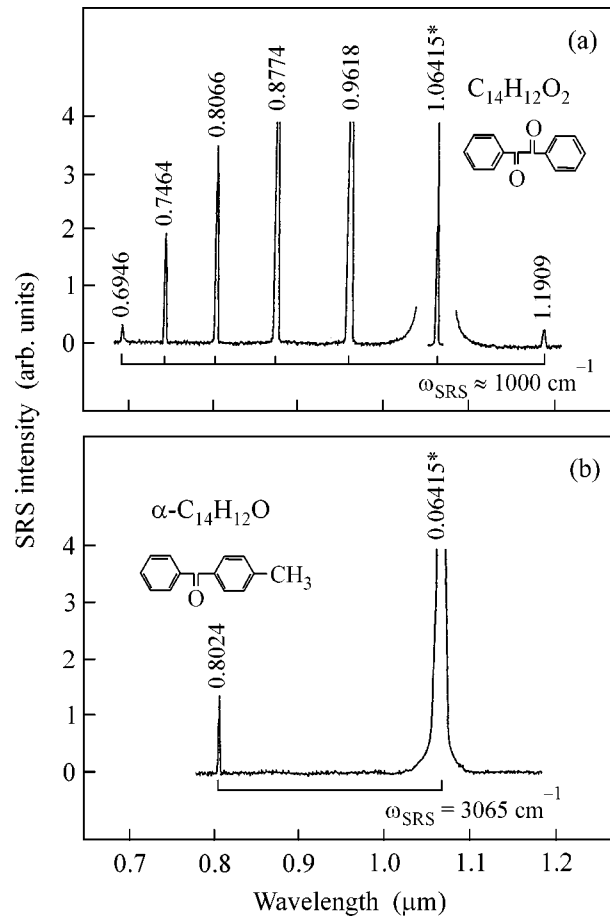 (a)
C₁₄H₁₂O₂
O
O
0.6946
0.7464
0.8066
0.8774
0.9618
1.06415*
1.1909
4
3
2
1
0
ω_SRS ≈ 1000 cm⁻¹
SRS intensity (arb. units)
(b)
α-C₁₄H₁₂O
CH₃
O
0.8024
0.06415*
4
3
2
1
0
ω_SRS = 3065 cm⁻¹
0.7 0.8 0.9 1.0 1.1 1.2
Wavelength (μm)